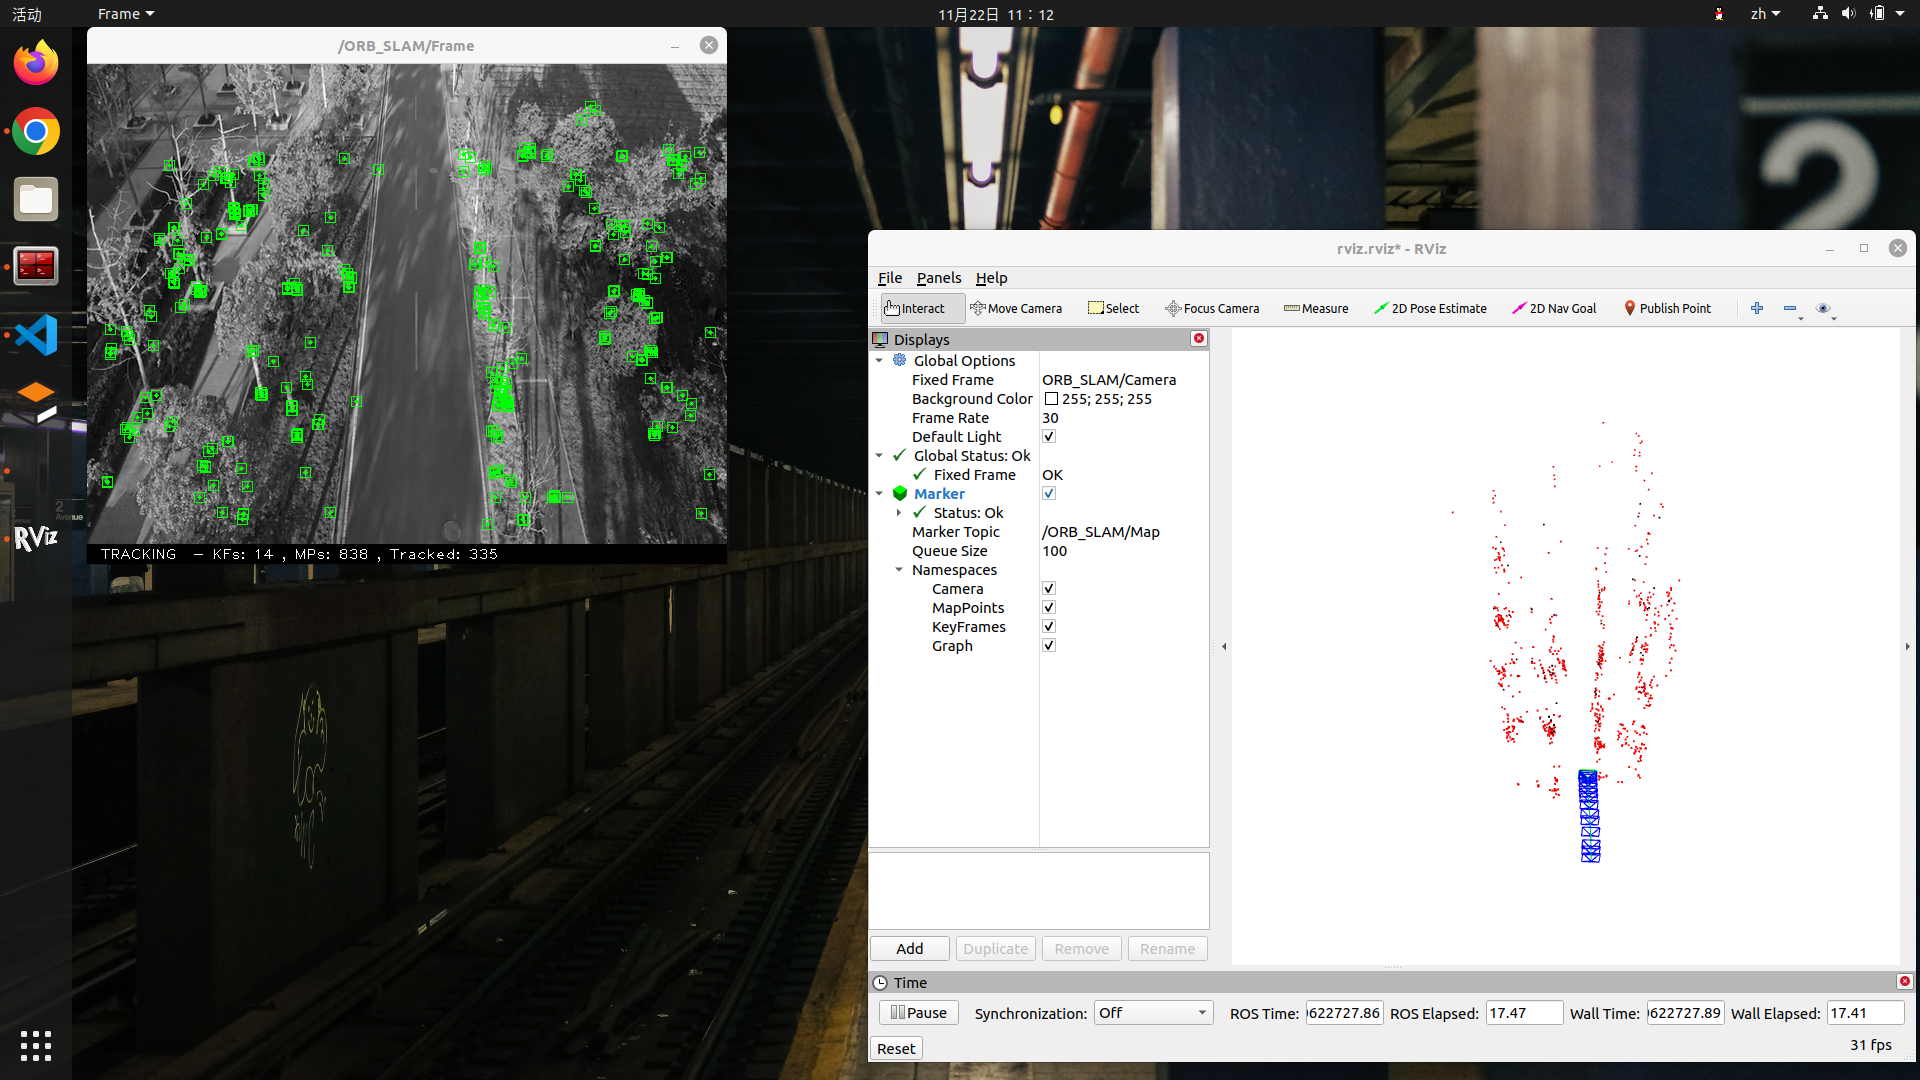 活动
Frame
11月22日 11：12
zh
/ORB_SLAM/Frame
TRACKING - KFs: 14 , MPs: 838 , Tracked: 335
2
2
Avenue
RViz
rviz.rviz* - RViz
File Panels Help
Interact Move Camera Select Focus Camera Measure 2D Pose Estimate 2D Nav Goal Publish Point
Displays
Global Options
Fixed Frame ORB_SLAM/Camera
Background Color 255; 255; 255
Frame Rate 30
Default Light
Global Status: Ok
Fixed Frame OK
Marker
Status: Ok
Marker Topic /ORB_SLAM/Map
Queue Size 100
Namespaces
Camera
MapPoints
KeyFrames
Graph
Add Duplicate Remove Rename
Time
Pause Synchronization: Off ROS Time: 622727.86 ROS Elapsed: 17.47 Wall Time: 622727.89 Wall Elapsed: 17.41
Reset
31 fps